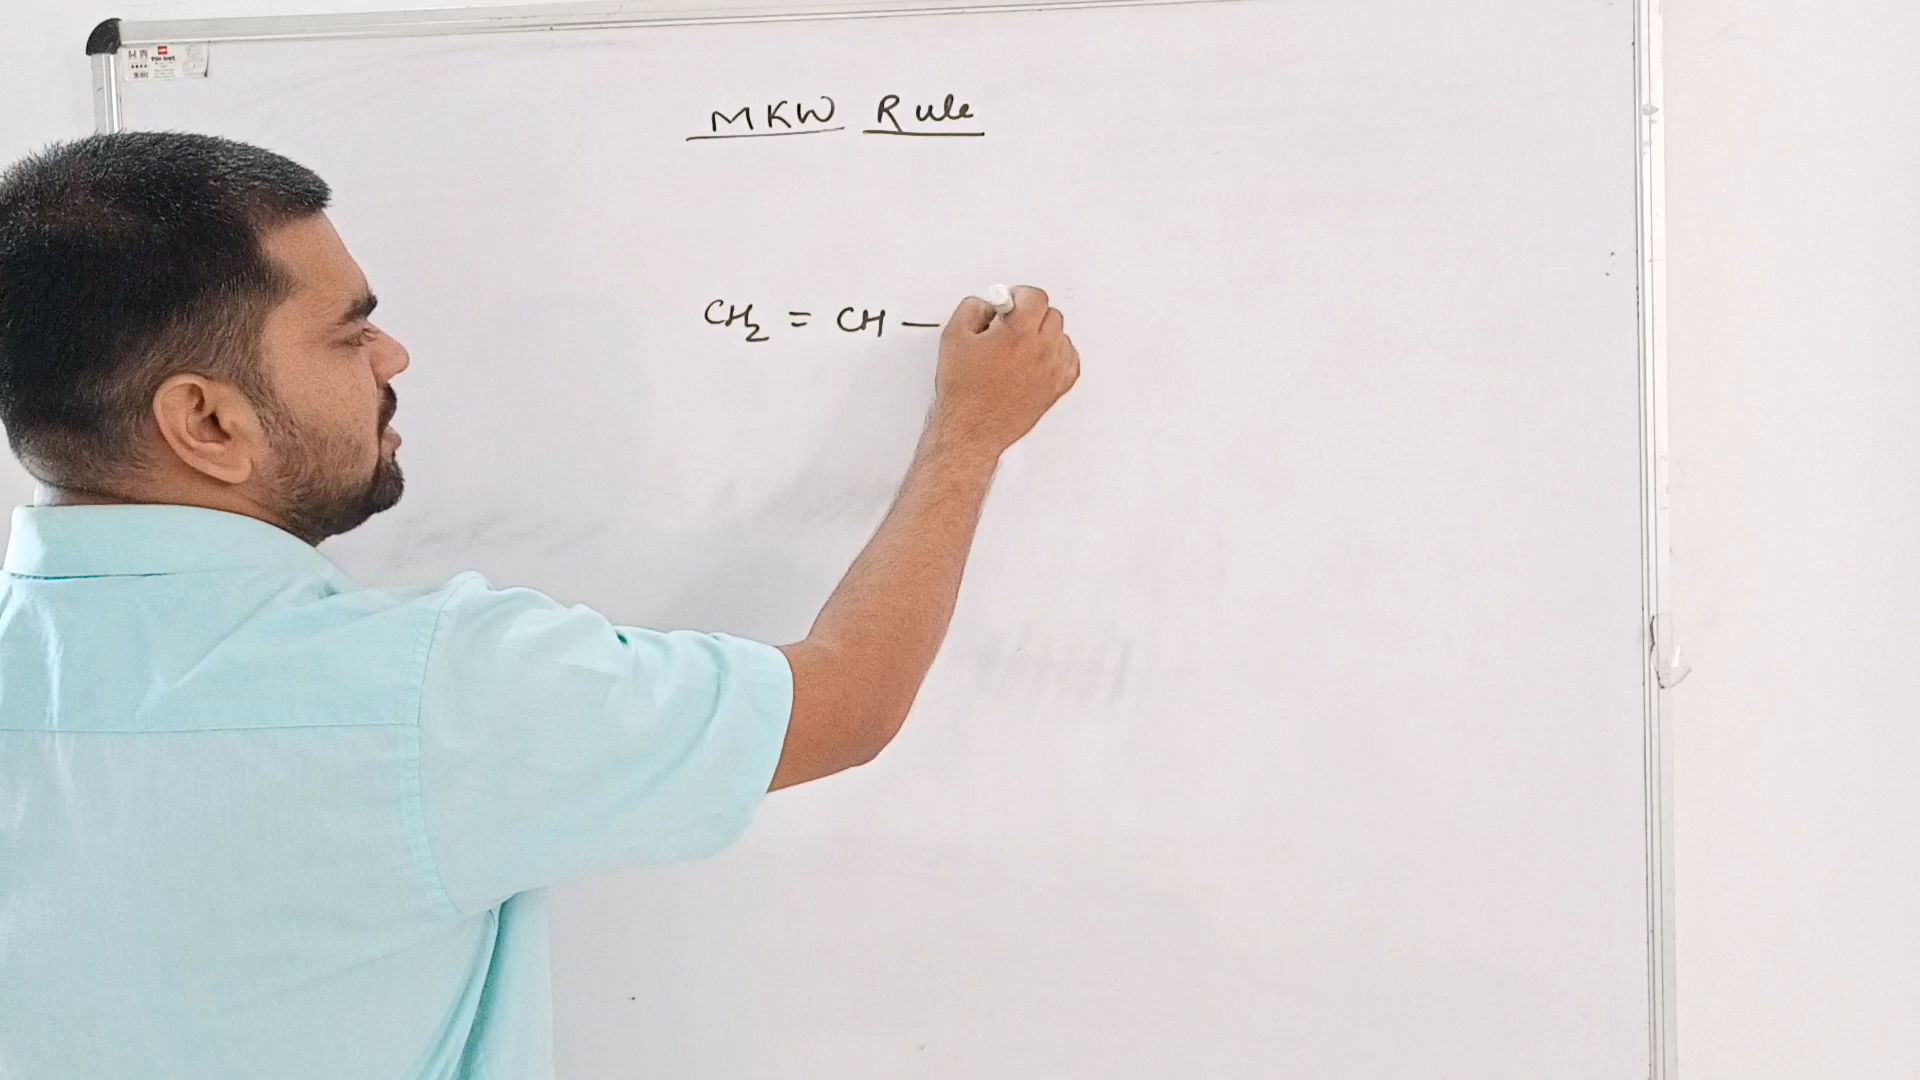 MKW Rule
CH2 = CH —